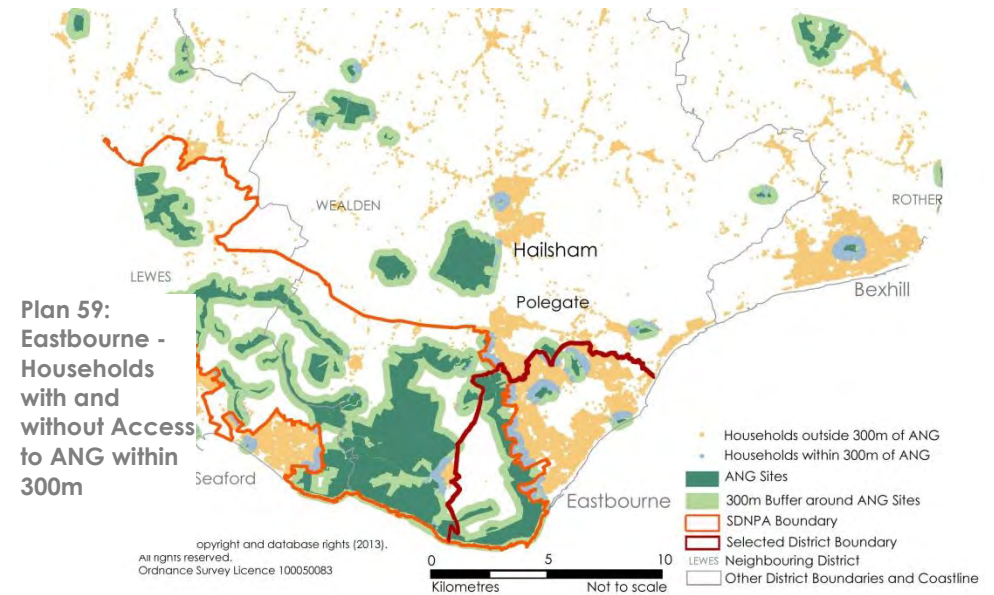 WEALDEN
ROTHER
Hailsham
LEWES
Bexhill
Polegate
Plan 59:
Eastbourne -
Households
with and
without Access
to ANG within
300m
Seaford
Eastbourne
Households outside 300m of ANG
Households within 300m of ANG
ANG Sites
300m Buffer around ANG Sites
SDNPA Boundary
Selected District Boundary
LEWES Neighbouring District
Other District Boundaries and Coastline
opyright and database rights (2013).
All rights reserved.
Ordnance Survey Licence 100050083
0 5 10
Kilometres Not to scale